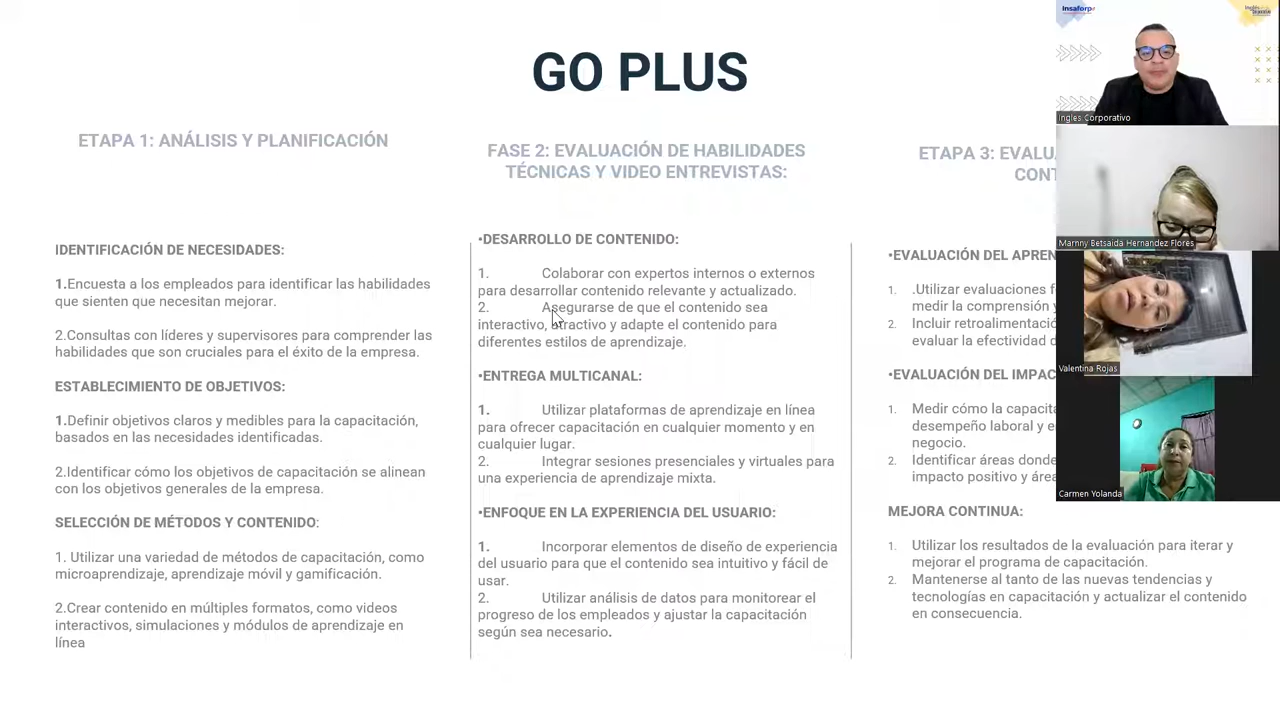 GO PLUS
ETAPA 1: ANÁLISIS Y PLANIFICACIÓN
IDENTIFICACIÓN DE NECESIDADES:
1.Encuesta a los empleados para identificar las habilidades
que sienten que necesitan mejorar.
2.Consultas con líderes y supervisores para comprender las
habilidades que son cruciales para el éxito de la empresa.
ESTABLECIMIENTO DE OBJETIVOS:
1.Definir objetivos claros y medibles para la capacitación,
basados en las necesidades identificadas.
2.Identificar cómo los objetivos de capacitación se alinean
con los objetivos generales de la empresa.
SELECCIÓN DE MÉTODOS Y CONTENIDO:
1. Utilizar una variedad de métodos de capacitación, como
microaprendizaje, aprendizaje móvil y gamificación.
2.Crear contenido en múltiples formatos, como videos
interactivos, simulaciones y módulos de aprendizaje en
línea
FASE 2: EVALUACIÓN DE HABILIDADES
TÉCNICAS Y VIDEO ENTREVISTAS:
•DESARROLLO DE CONTENIDO:
1. Colaborar con expertos internos o externos
para desarrollar contenido relevante y actualizado.
2. Asegurarse de que el contenido sea
interactivo, atractivo y adapte el contenido para
diferentes estilos de aprendizaje.
•ENTREGA MULTICANAL:
1. Utilizar plataformas de aprendizaje en línea
para ofrecer capacitación en cualquier momento y en
cualquier lugar.
2. Integrar sesiones presenciales y virtuales para
una experiencia de aprendizaje mixta.
•ENFOQUE EN LA EXPERIENCIA DEL USUARIO:
1. Incorporar elementos de diseño de experiencia
del usuario para que el contenido sea intuitivo y fácil de
usar.
2. Utilizar análisis de datos para monitorear el
progreso de los empleados y ajustar la capacitación
según sea necesario.
ETAPA 3:
•EVALUACIÓN DEL
1. .Utilizar evaluaciones
medir la comprensión y
2. Incluir
evaluar la efectividad
•EVALUACIÓN DEL
1. Medir cómo la
desempeño laboral y
negocio.
2. Identificar áreas
impacto positivo y
MEJORA CONTINUA:
1. Utilizar los resultados de la evaluación para iterar y
mejorar el programa de capacitación.
2. Mantenerse al tanto de las nuevas tendencias y
tecnologías en capacitación y actualizar el contenido
en consecuencia.
insaforp
Ingles Corporativo
Marnny Betsaida Hernandez Flores
Valentina Rojas
Carmen Yolanda